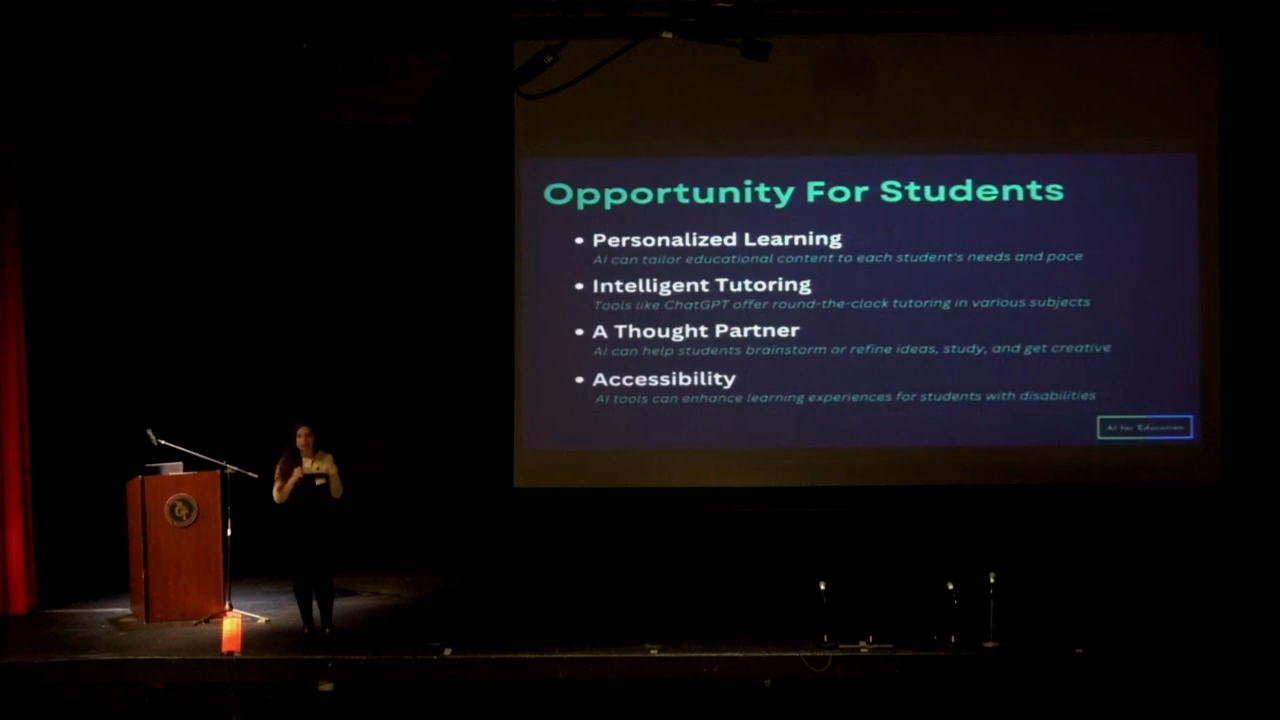 Opportunity For Students
• Personalized Learning
AI can tailor educational content to each student's needs and pace
• Intelligent Tutoring
Tools like ChatGPT offer round-the-clock tutoring in various subjects
• A Thought Partner
AI can help students brainstorm or refine ideas, study, and get creative
• Accessibility
AI tools can enhance learning experiences for students with disabilities
AI for Education